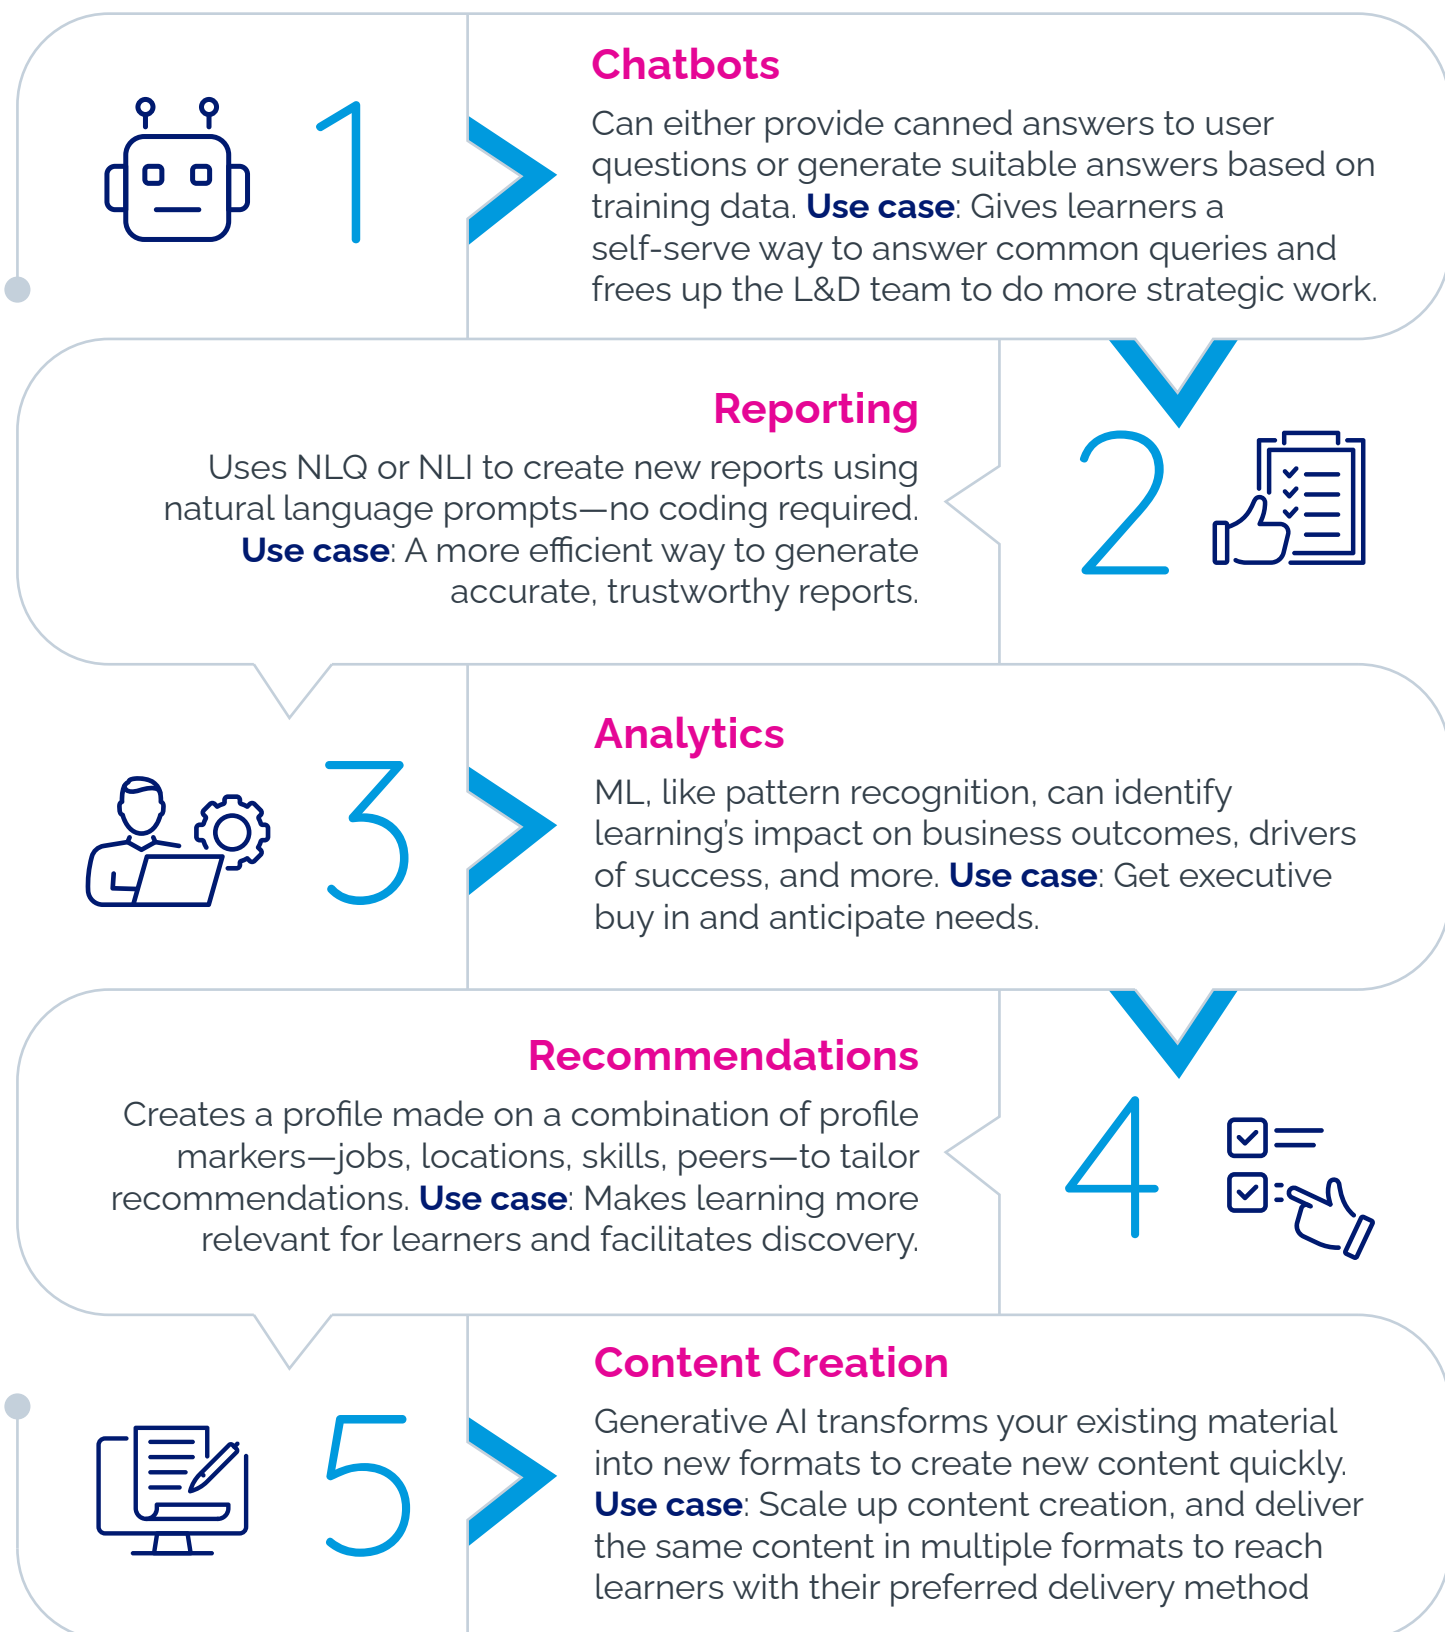 1
Chatbots
Can either provide canned answers to user
questions or generate suitable answers based on
training data. Use case: Gives learners a
self-serve way to answer common queries and
frees up the L&D team to do more strategic work.
2
Reporting
Uses NLQ or NLI to create new reports using
natural language prompts—no coding required.
Use case: A more efficient way to generate
accurate, trustworthy reports.
3
Analytics
ML, like pattern recognition, can identify
learning’s impact on business outcomes, drivers
of success, and more. Use case: Get executive
buy in and anticipate needs.
4
Recommendations
Creates a profile made on a combination of profile
markers—jobs, locations, skills, peers—to tailor
recommendations. Use case: Makes learning more
relevant for learners and facilitates discovery.
5
Content Creation
Generative AI transforms your existing material
into new formats to create new content quickly.
Use case: Scale up content creation, and deliver
the same content in multiple formats to reach
learners with their preferred delivery method